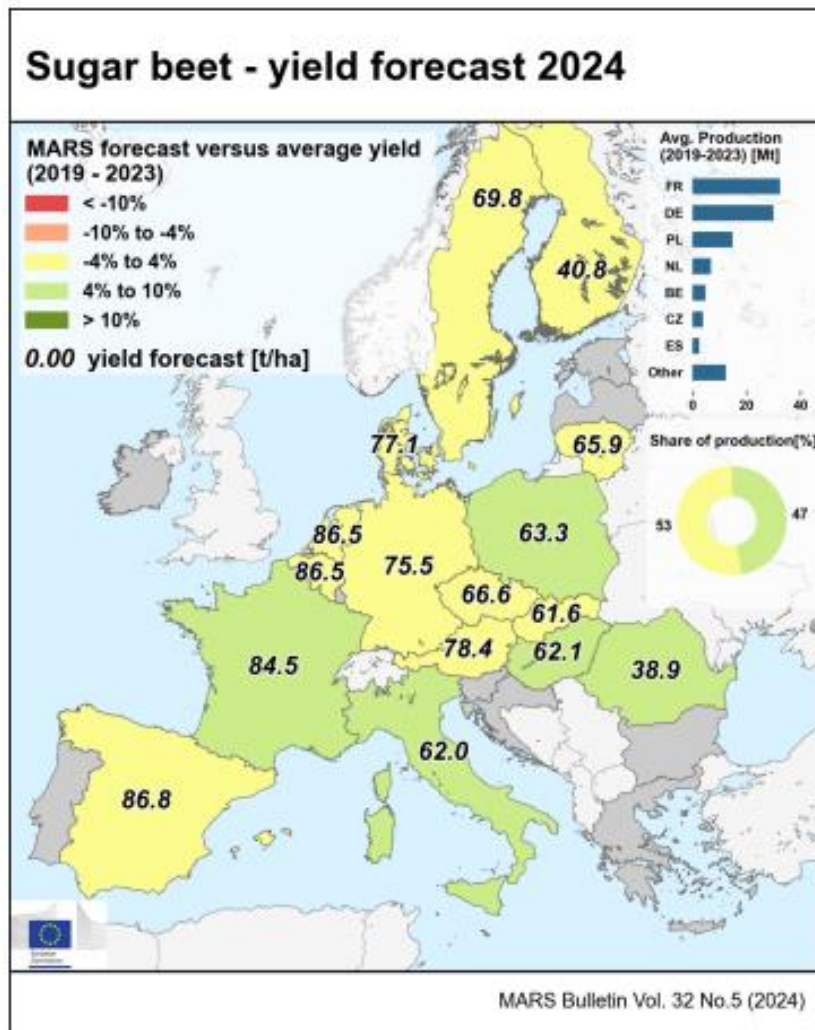 Sugar beet - yield forecast 2024
MARS forecast versus average yield
(2019 - 2023)
< -10%
-10% to -4%
-4% to 4%
4% to 10%
> 10%
0.00 yield forecast [t/ha]
Avg. Production
(2019-2023) [Mt]
FR
DE
PL
NL
BE
CZ
ES
Other
0 20 40
Share of production[%]
53
47
69.8
40.8
77.1
65.9
86.5
63.3
86.5
75.5
66.6
61.6
78.4
62.1
84.5
38.9
62.0
86.8
European
Commission
MARS Bulletin Vol. 32 No.5 (2024)